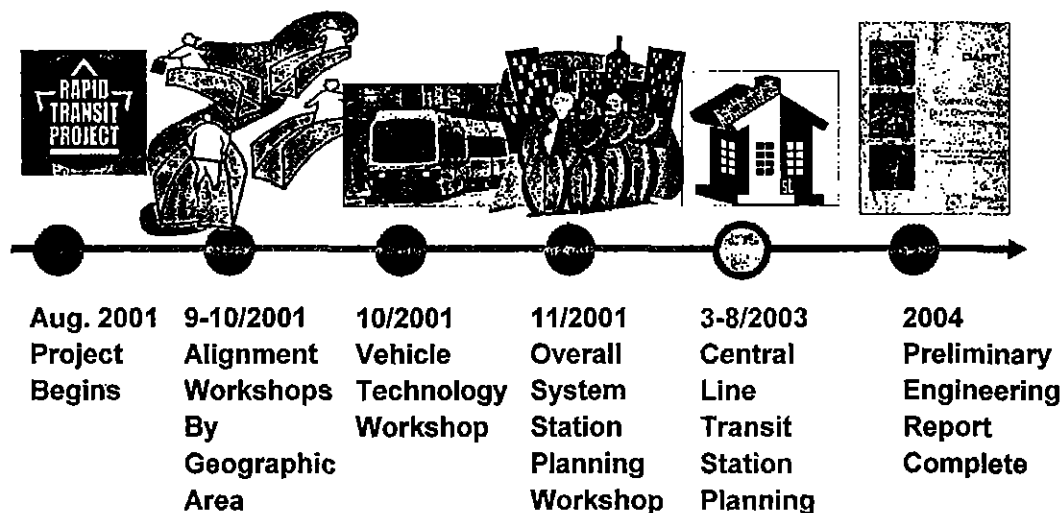 RAPID
TRANSIT
PROJECT
Aug. 2001
Project
Begins
9-10/2001
Alignment
Workshops
By
Geographic
Area
10/2001
Vehicle
Technology
Workshop
11/2001
Overall
System
Station
Planning
Workshop
3-8/2003
Central
Line
Transit
Station
Planning
2004
Preliminary
Engineering
Report
Complete